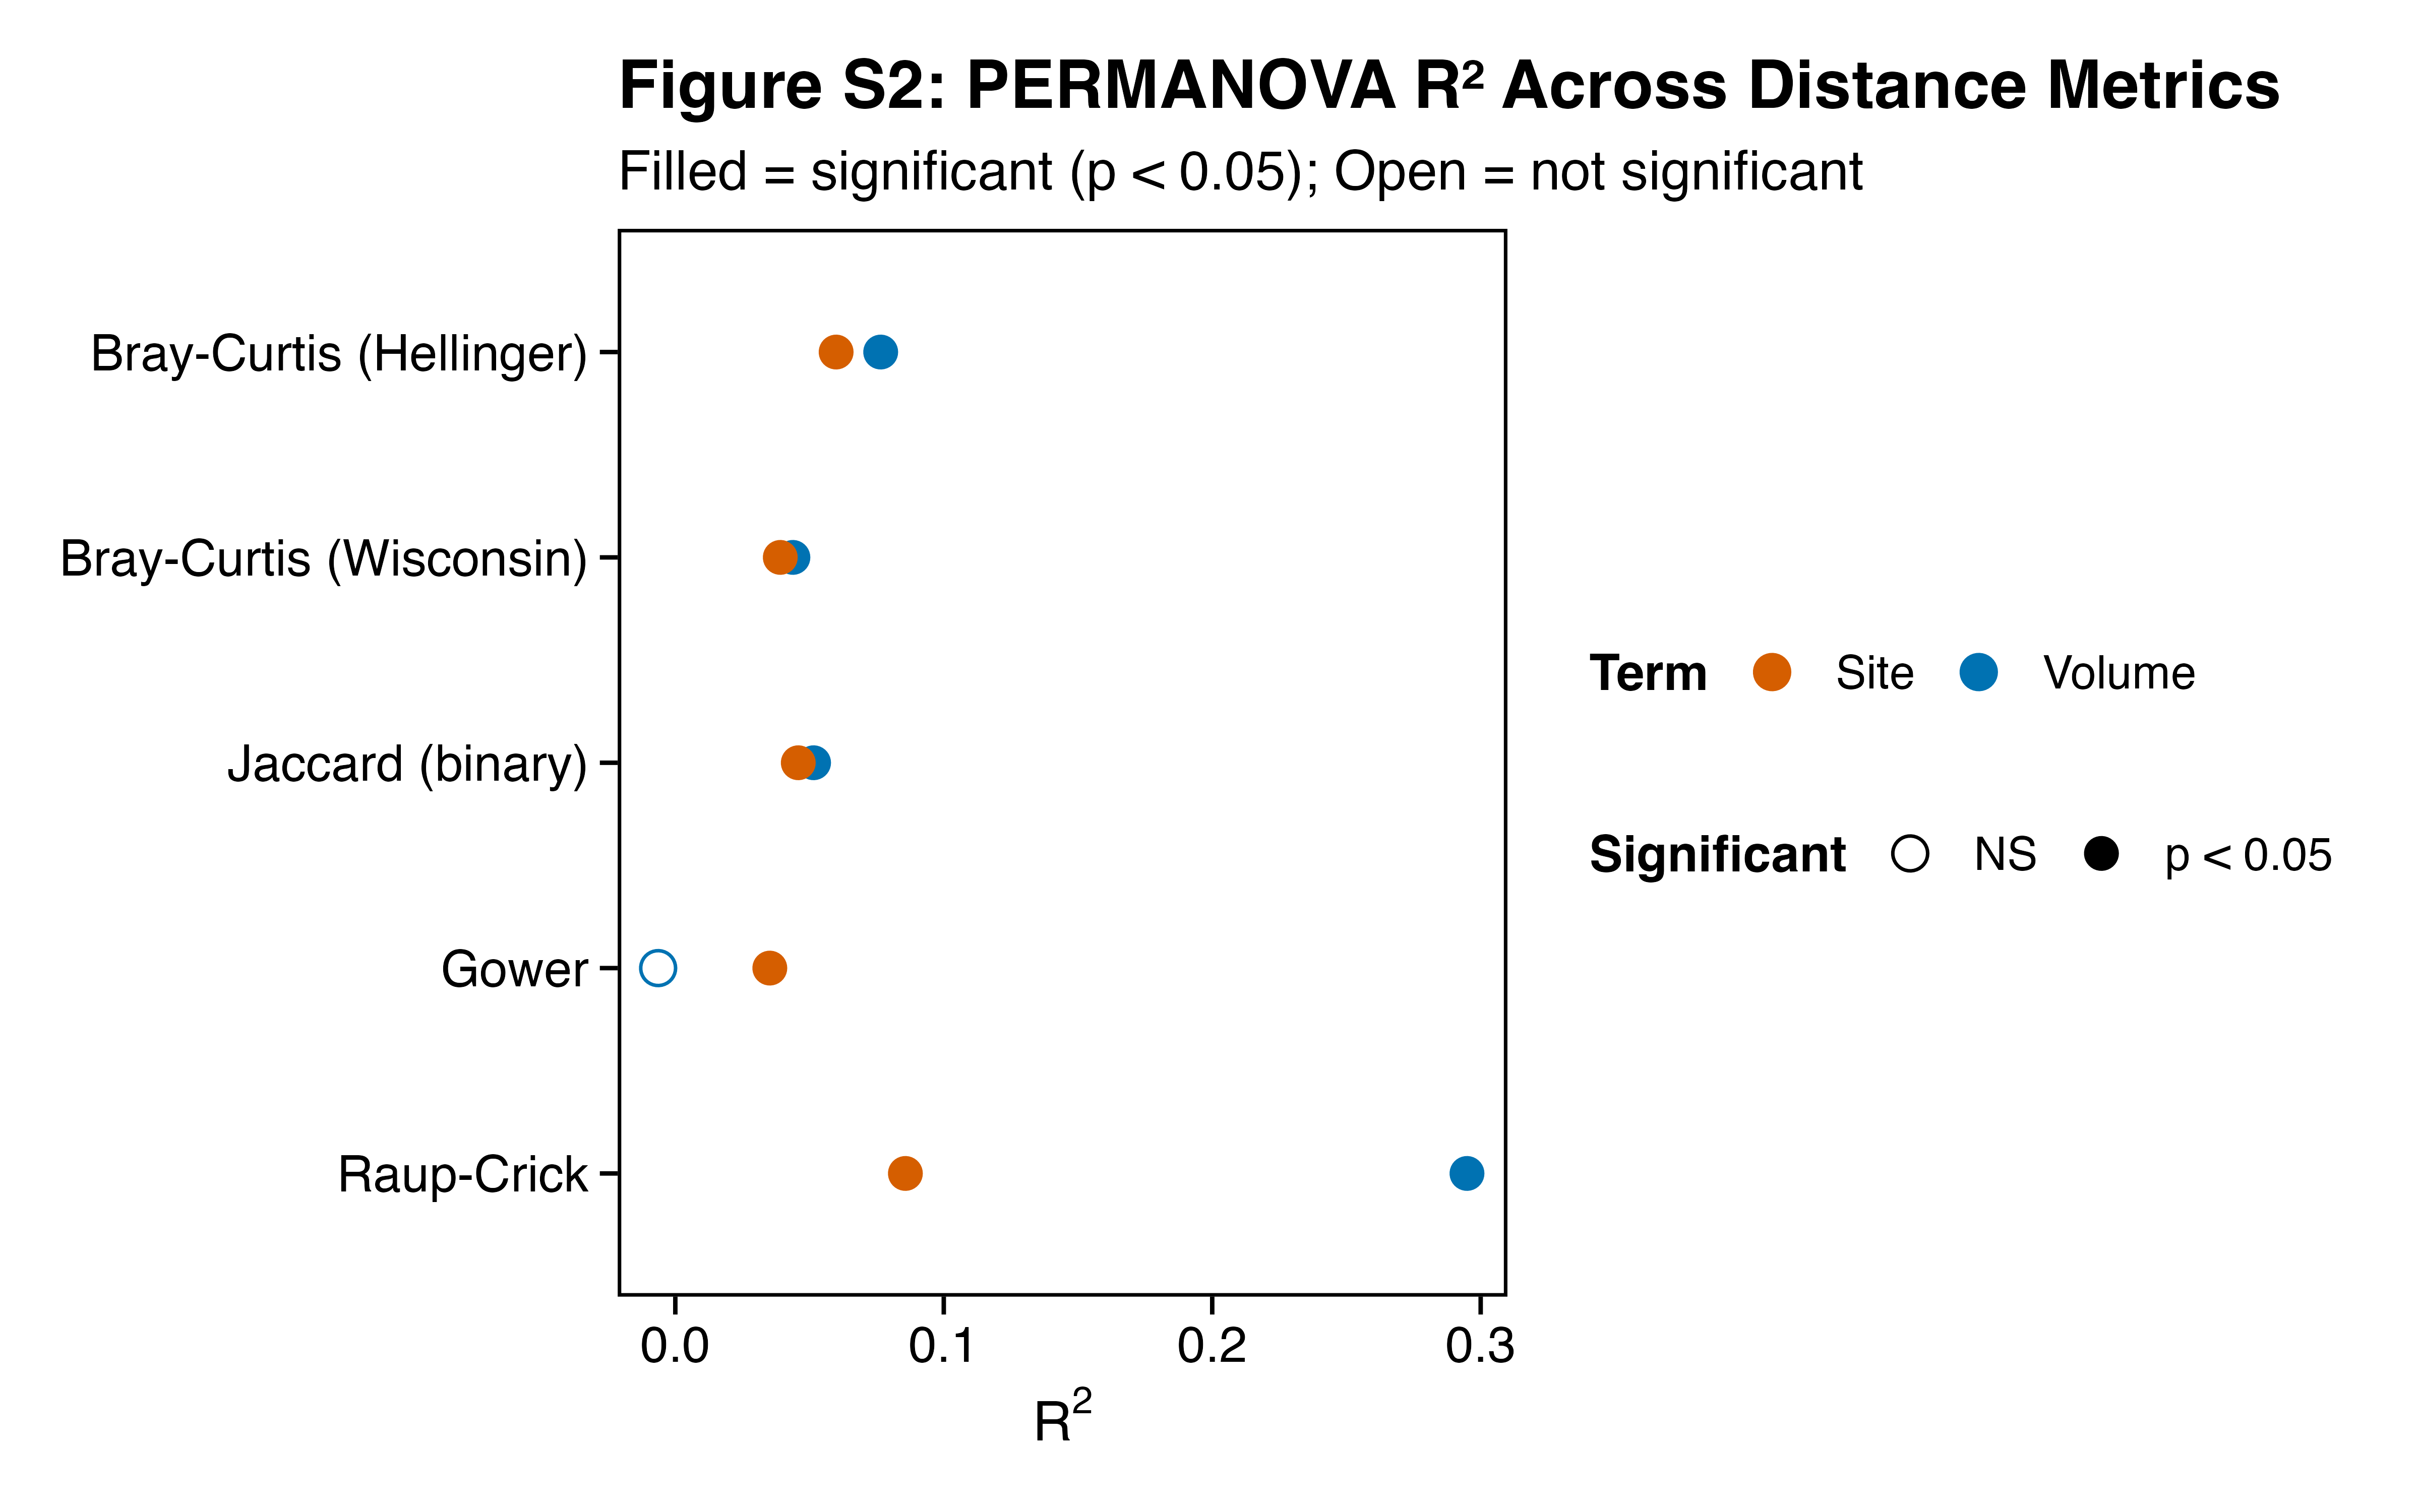 Figure S2: PERMANOVA R² Across Distance Metrics
Filled = significant (p < 0.05); Open = not significant
Bray-Curtis (Hellinger)
Bray-Curtis (Wisconsin)
Jaccard (binary)
Gower
Raup-Crick
0.0 0.1 0.2 0.3
R²
Term Site Volume
Significant NS p < 0.05